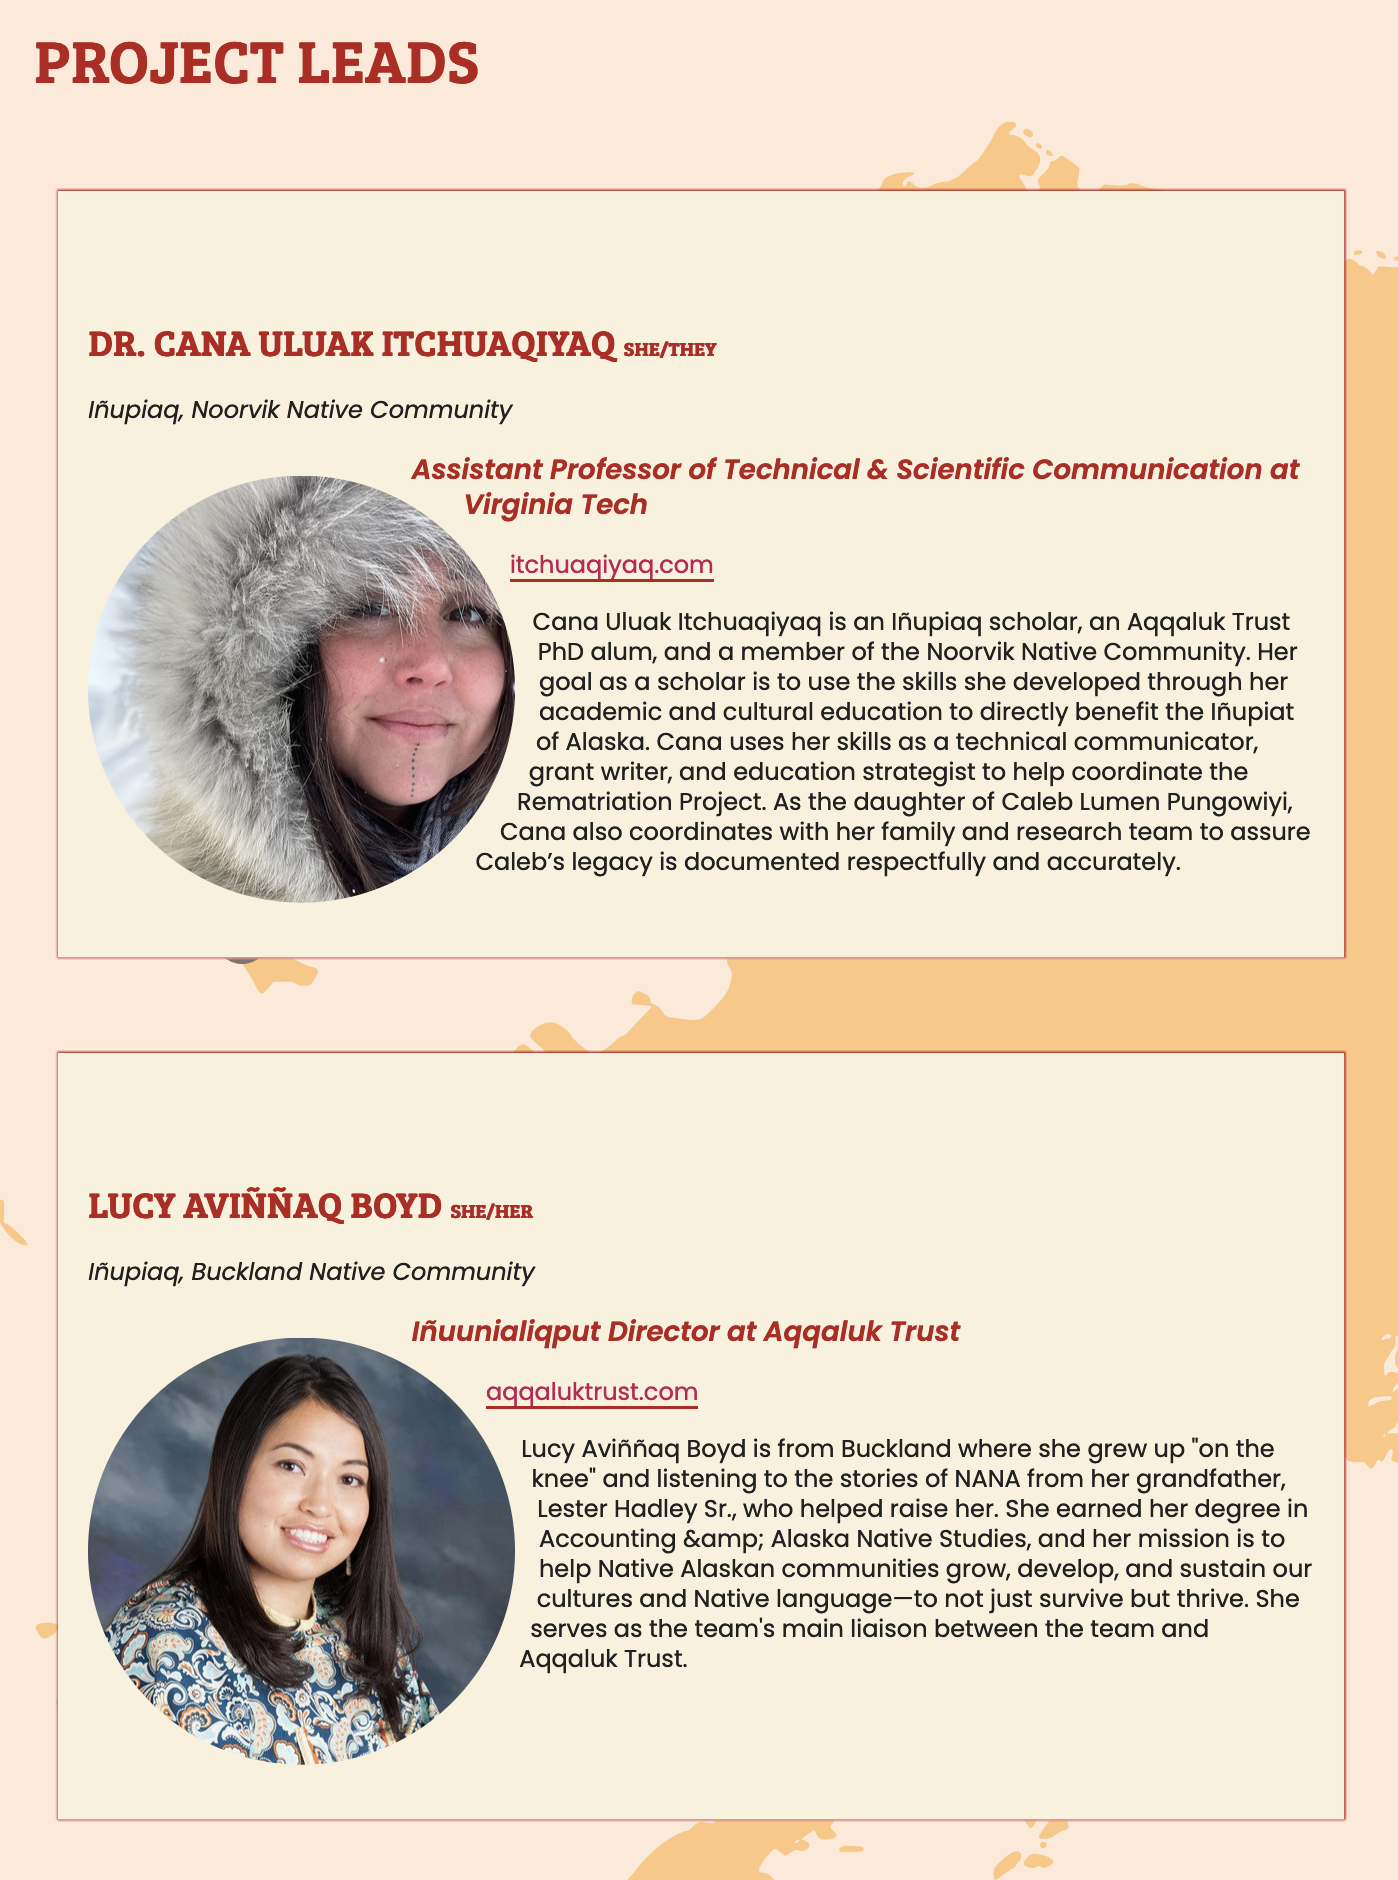 PROJECT LEADS
DR. CANA ULUAK ITCHUAQIYAQ SHE/THEY
Iñupiaq, Noorvik Native Community
Assistant Professor of Technical & Scientific Communication at
Virginia Tech
itchuaqiyaq.com
Cana Uluak Itchuaqiyaq is an Iñupiaq scholar, an Aqqaluk Trust
PhD alum, and a member of the Noorvik Native Community. Her
goal as a scholar is to use the skills she developed through her
academic and cultural education to directly benefit the Iñupiat
of Alaska. Cana uses her skills as a technical communicator,
grant writer, and education strategist to help coordinate the
Rematriation Project. As the daughter of Caleb Lumen Pungowiyi,
Cana also coordinates with her family and research team to assure
Caleb’s legacy is documented respectfully and accurately.
LUCY AVIÑÑAQ BOYD SHE/HER
Iñupiaq, Buckland Native Community
Iñuunialiqput Director at Aqqaluk Trust
aqqaluktrust.com
Lucy Aviññaq Boyd is from Buckland where she grew up "on the
knee" and listening to the stories of NANA from her grandfather,
Lester Hadley Sr., who helped raise her. She earned her degree in
Accounting &amp; Alaska Native Studies, and her mission is to
help Native Alaskan communities grow, develop, and sustain our
cultures and Native language—to not just survive but thrive. She
serves as the team's main liaison between the team and
Aqqaluk Trust.